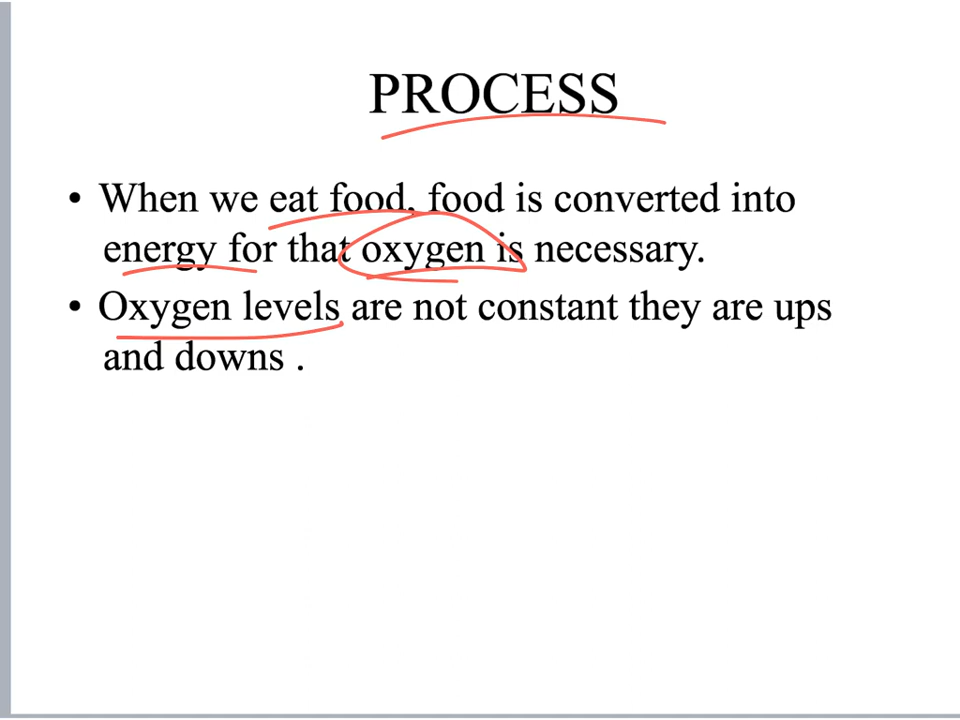 PROCESS
• When we eat food, food is converted into
energy for that oxygen is necessary.
• Oxygen levels are not constant they are ups
and downs .